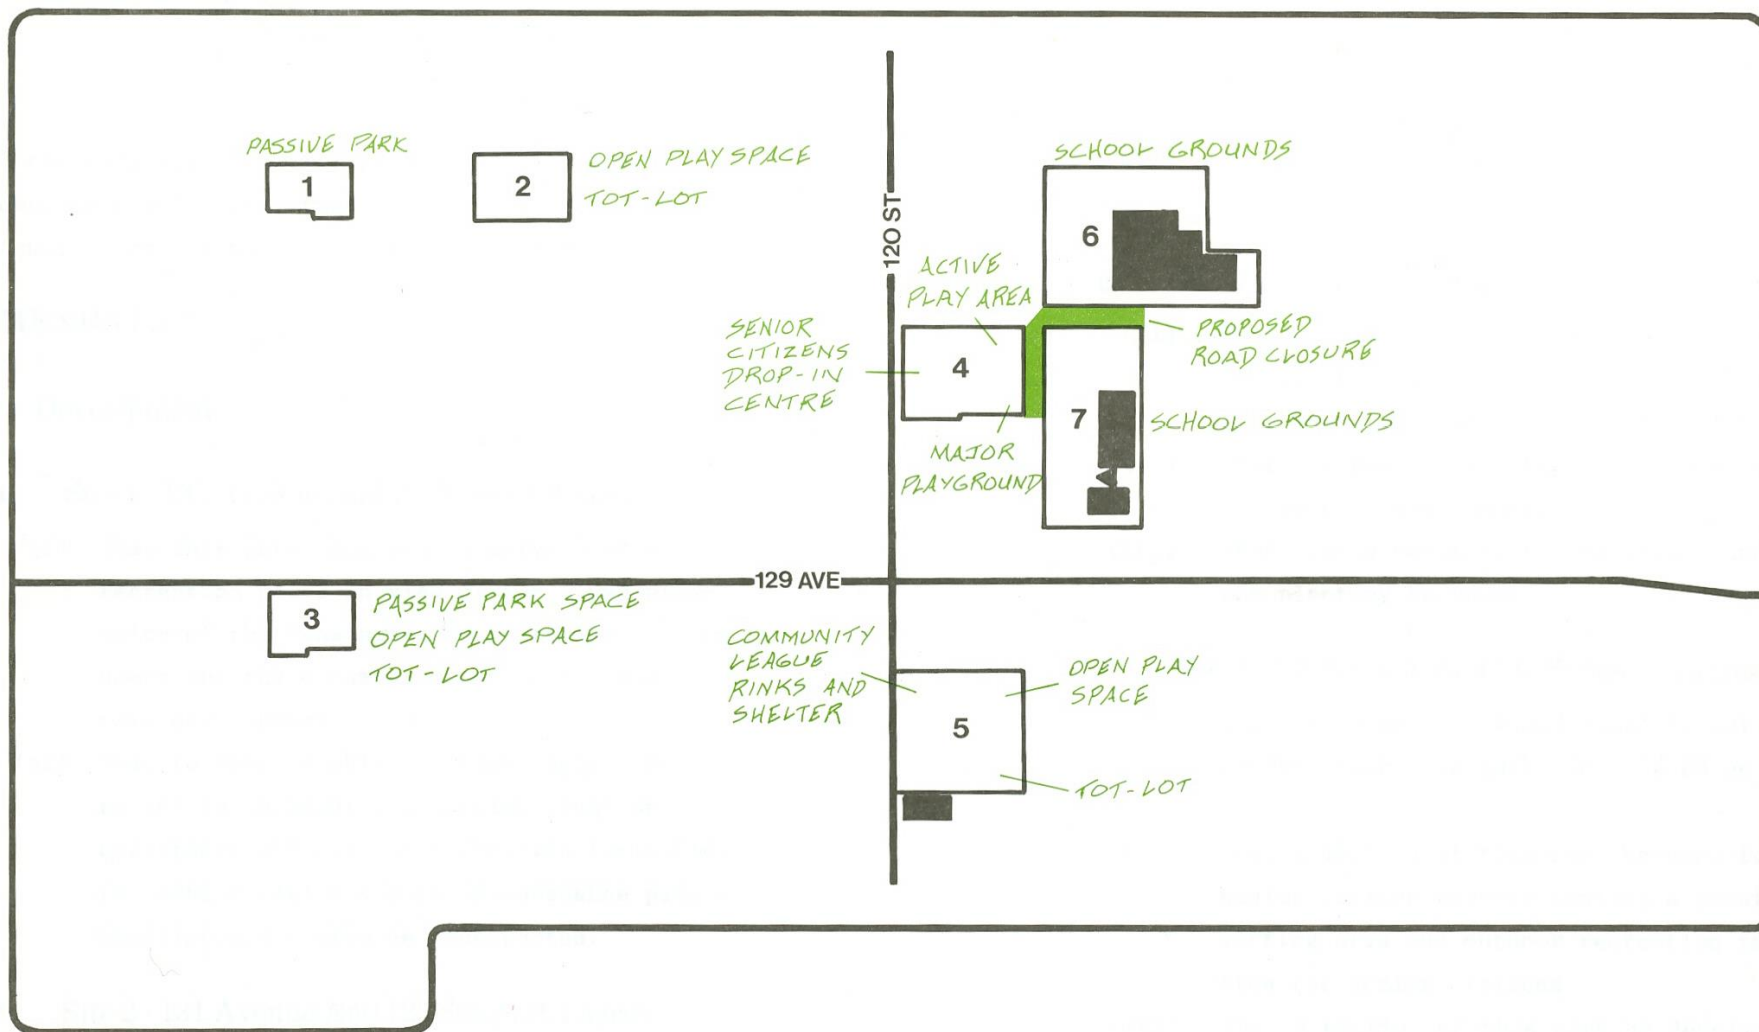 PASSIVE PARK
1
2
OPEN PLAY SPACE
TOT-LOT
120 ST
SCHOOL GROUNDS
6
ACTIVE
PLAY AREA
SENIOR
CITIZENS
DROP-IN
CENTRE
4
PROPOSED
ROAD CLOSURE
MAJOR
PLAYGROUND
7
SCHOOL GROUNDS
129 AVE
3
PASSIVE PARK SPACE
OPEN PLAY SPACE
TOT-LOT
COMMUNITY
LEAGUE
RINKS AND
SHELTER
5
OPEN PLAY
SPACE
TOT-LOT